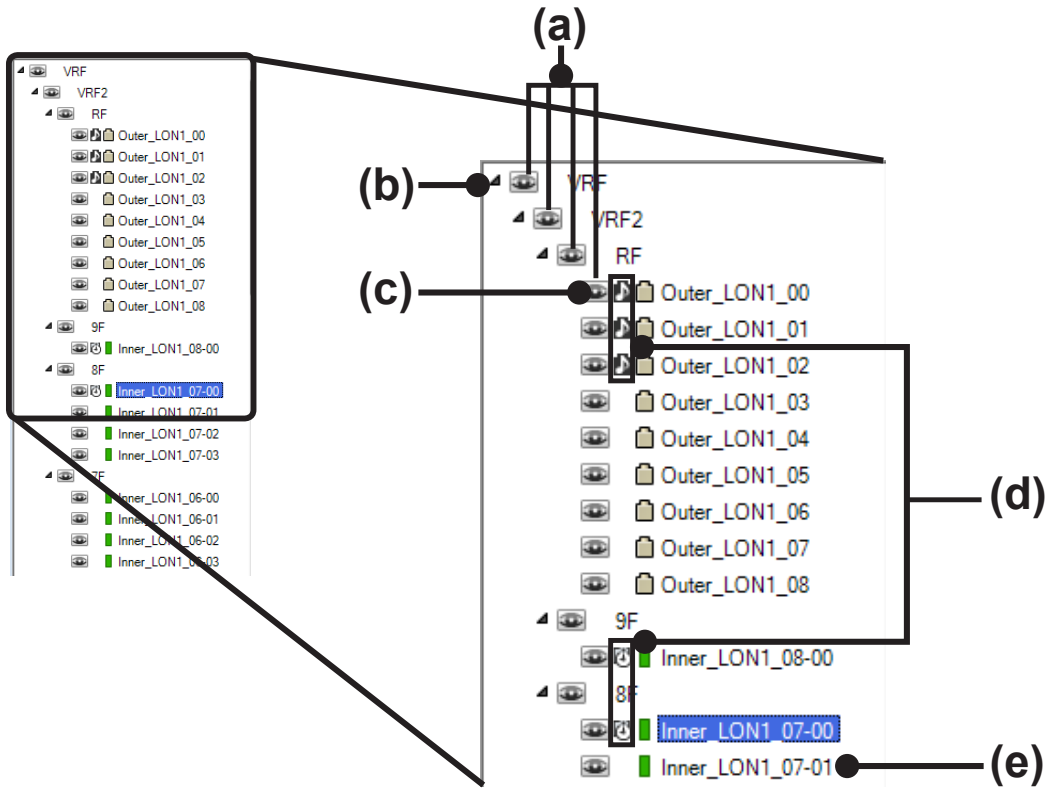 VRF
VRF2
RF
Outer_LON1_00
Outer_LON1_01
Outer_LON1_02
Outer_LON1_03
Outer_LON1_04
Outer_LON1_05
Outer_LON1_06
Outer_LON1_07
Outer_LON1_08
9F
Inner_LON1_08-00
8F
Inner_LON1_07-00
Inner_LON1_07-01
Inner_LON1_07-02
Inner_LON1_07-03
7F
Inner_LON1_06-00
Inner_LON1_06-01
Inner_LON1_06-02
Inner_LON1_06-03
(a)
(b)
VRF
VRF2
RF
(c)
Outer_LON1_00
Outer_LON1_01
Outer_LON1_02
Outer_LON1_03
Outer_LON1_04
Outer_LON1_05
(d)
Outer_LON1_06
Outer_LON1_07
Outer_LON1_08
9F
Inner_LON1_08-00
8F
Inner_LON1_07-00
Inner_LON1_07-01
(e)